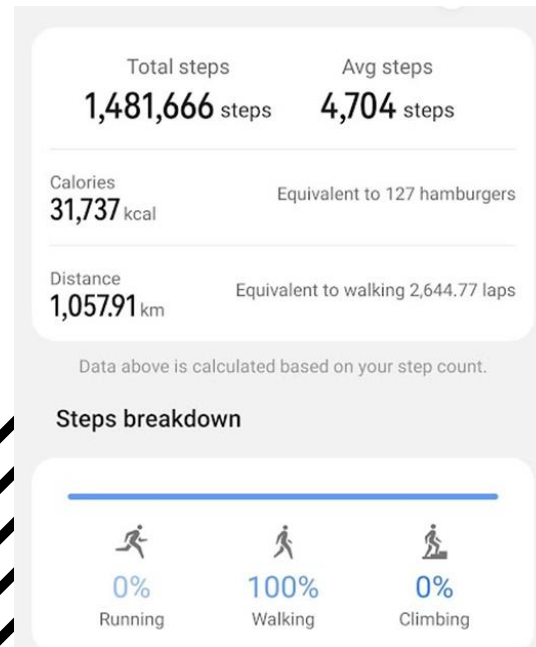 Total steps Avg steps
1,481,666 steps 4,704 steps
Calories
31,737 kcal Equivalent to 127 hamburgers
Distance
1,057.91 km Equivalent to walking 2,644.77 laps
Data above is calculated based on your step count.
Steps breakdown
0% 100% 0%
Running Walking Climbing